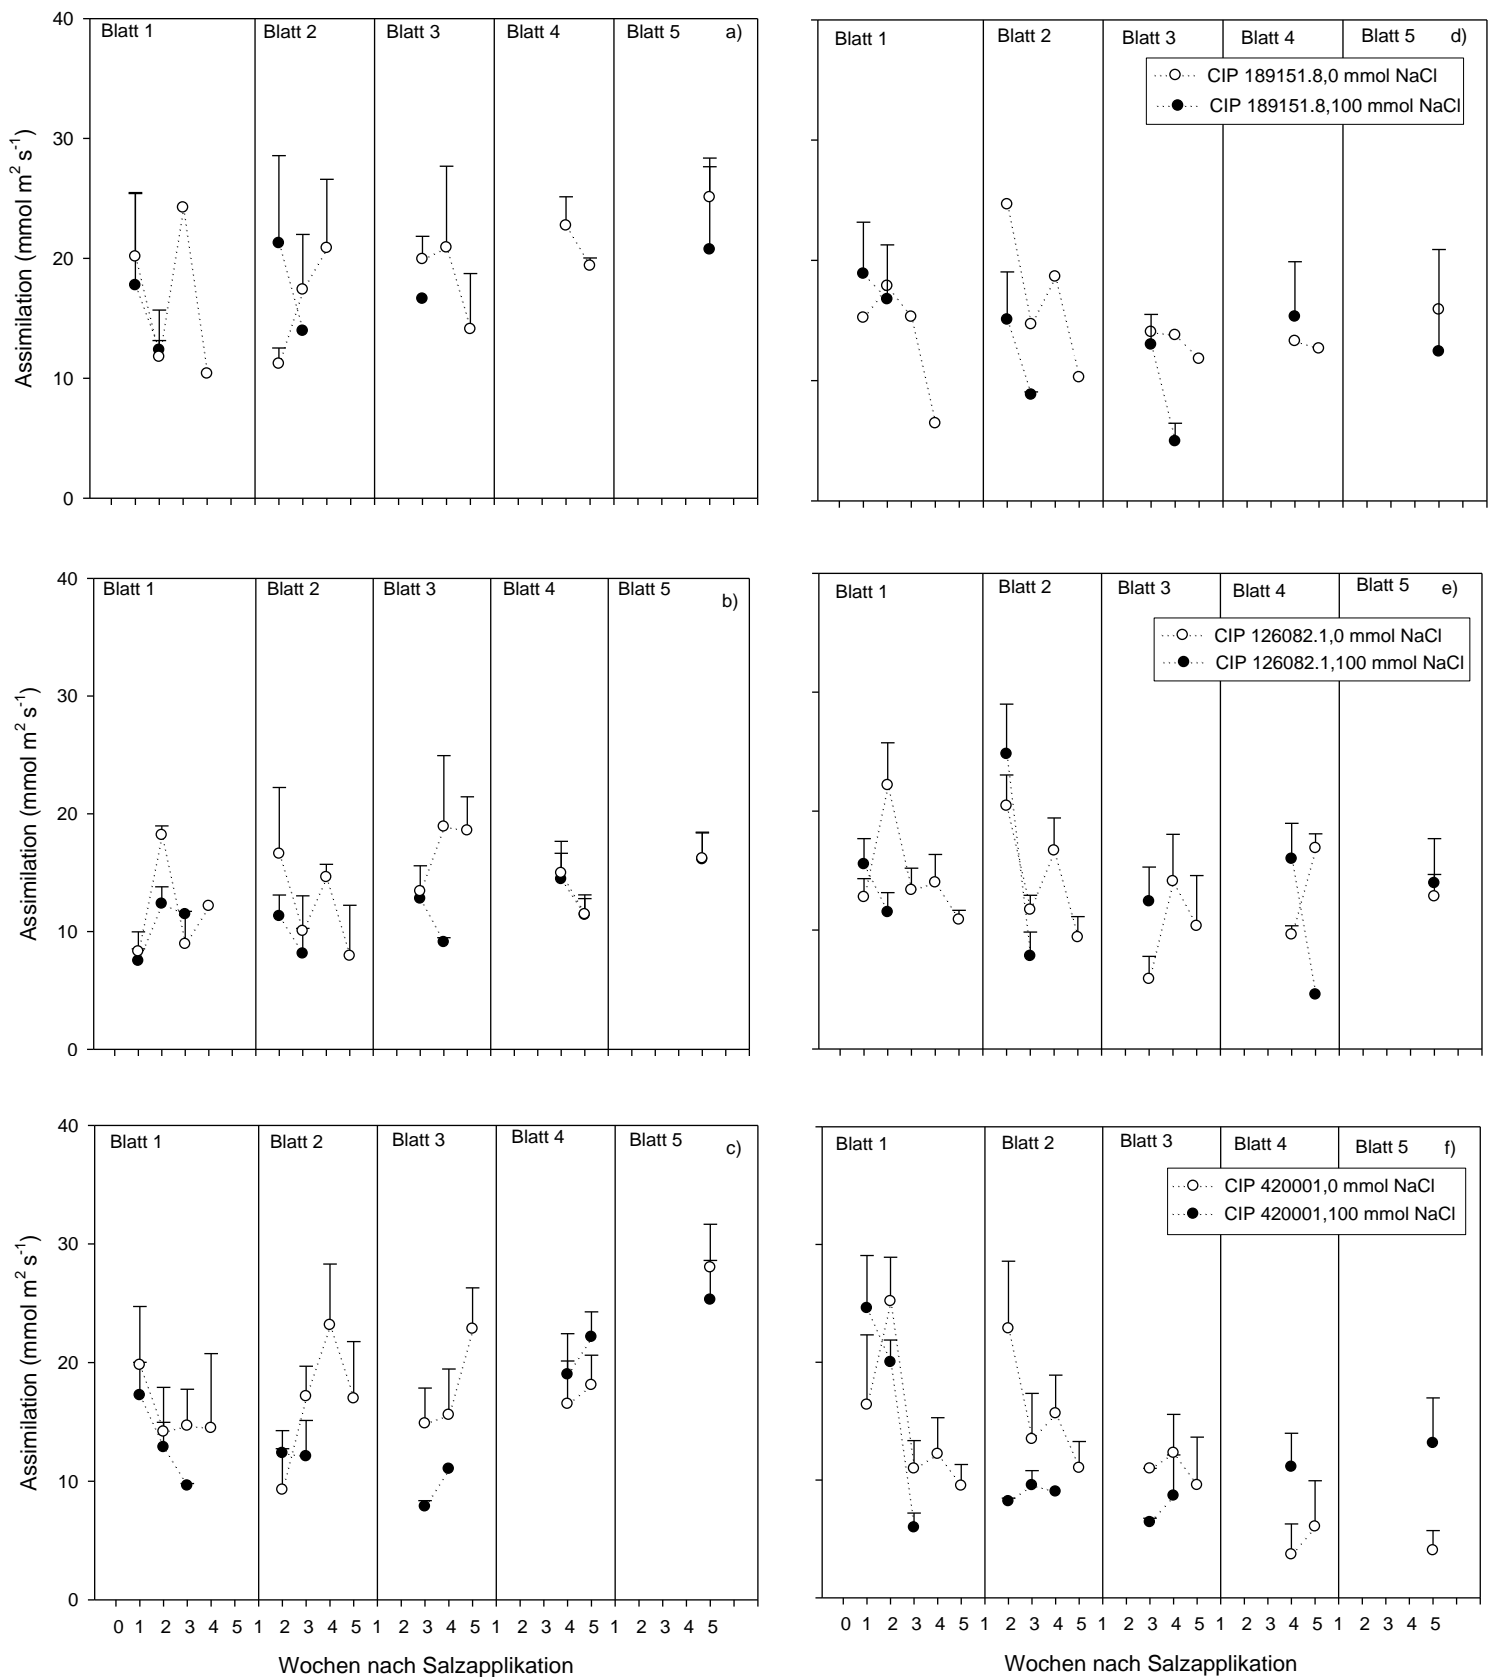 Blatt 1 Blatt 2 Blatt 3 Blatt 4 Blatt 5 a)
40
30
20
10
0
Assimilation (mmol m² s⁻¹)
Blatt 1 Blatt 2 Blatt 3 Blatt 4 Blatt 5 d)
CIP 189151.8,0 mmol NaCl
CIP 189151.8,100 mmol NaCl
Blatt 1 Blatt 2 Blatt 3 Blatt 4 Blatt 5 b)
40
30
20
10
0
Assimilation (mmol m² s⁻¹)
Blatt 1 Blatt 2 Blatt 3 Blatt 4 Blatt 5 e)
CIP 126082.1,0 mmol NaCl
CIP 126082.1,100 mmol NaCl
Blatt 1 Blatt 2 Blatt 3 Blatt 4 Blatt 5 c)
40
30
20
10
0
Assimilation (mmol m² s⁻¹)
0 1 2 3 4 5 1 2 3 4 5 1 2 3 4 5 1 2 3 4 5 1 2 3 4 5
Wochen nach Salzapplikation
Blatt 1 Blatt 2 Blatt 3 Blatt 4 Blatt 5 f)
CIP 420001,0 mmol NaCl
CIP 420001,100 mmol NaCl
0 1 2 3 4 5 1 2 3 4 5 1 2 3 4 5 1 2 3 4 5 1 2 3 4 5
Wochen nach Salzapplikation